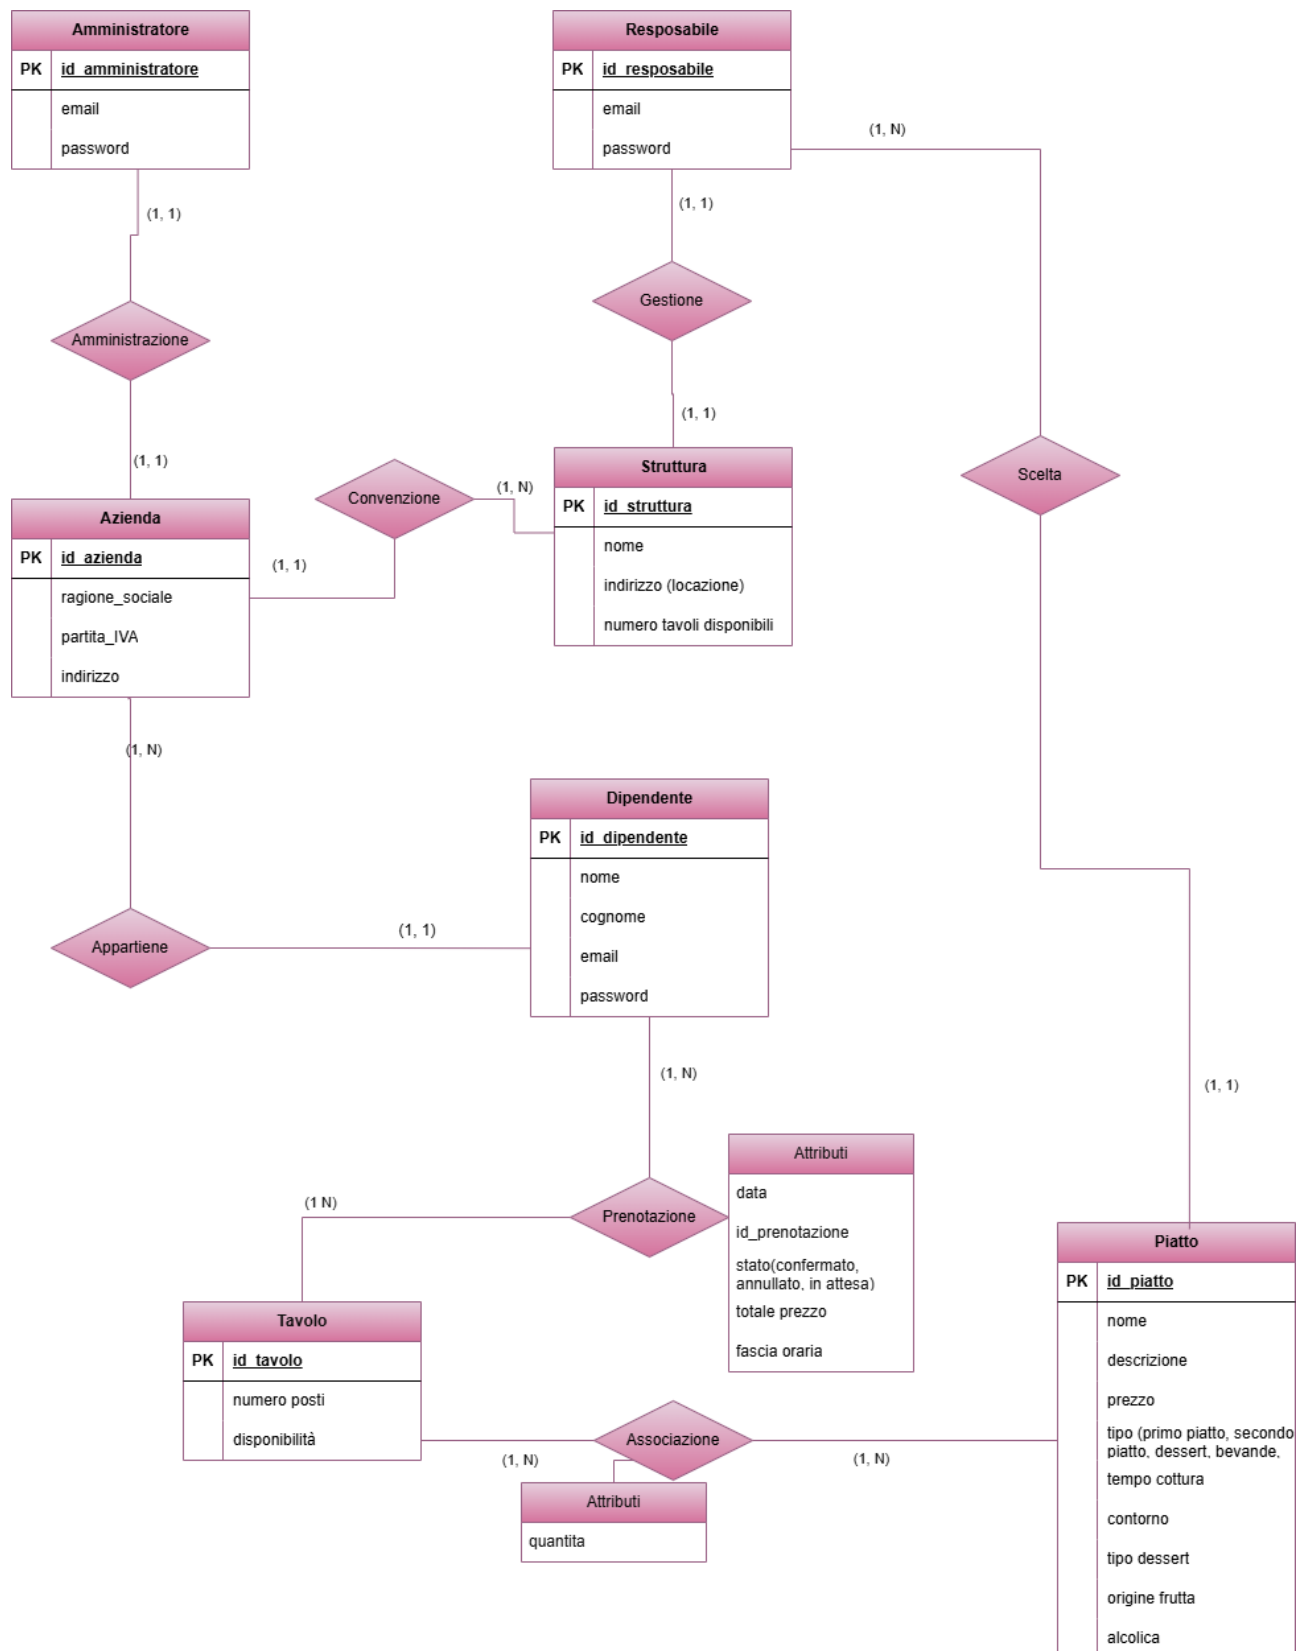 Amministratore
PK id_amministratore
email
password
(1, 1)
Amministrazione
(1, 1)
Resposabile
PK id_resposabile
email
password
(1, N)
(1, 1)
Gestione
(1, 1)
Scelta
Convenzione
(1, N)
(1, 1)
Struttura
PK id_struttura
nome
indirizzo (locazione)
numero tavoli disponibili
Azienda
PK id_azienda
ragione_sociale
partita_IVA
indirizzo
(1, N)
Appartiene
(1, 1)
Dipendente
PK id_dipendente
nome
cognome
email
password
(1, N)
(1, 1)
Prenotazione
(1 N)
Attributi
data
id_prenotazione
stato(confermato,
annullato, in attesa)
totale prezzo
fascia oraria
Tavolo
PK id_tavolo
numero posti
disponibilità
(1, N)
Associazione
(1, N)
Attributi
quantita
Piatto
PK id_piatto
nome
descrizione
prezzo
tipo (primo piatto, secondo
piatto, dessert, bevande,
tempo cottura
contorno
tipo dessert
origine frutta
alcolica